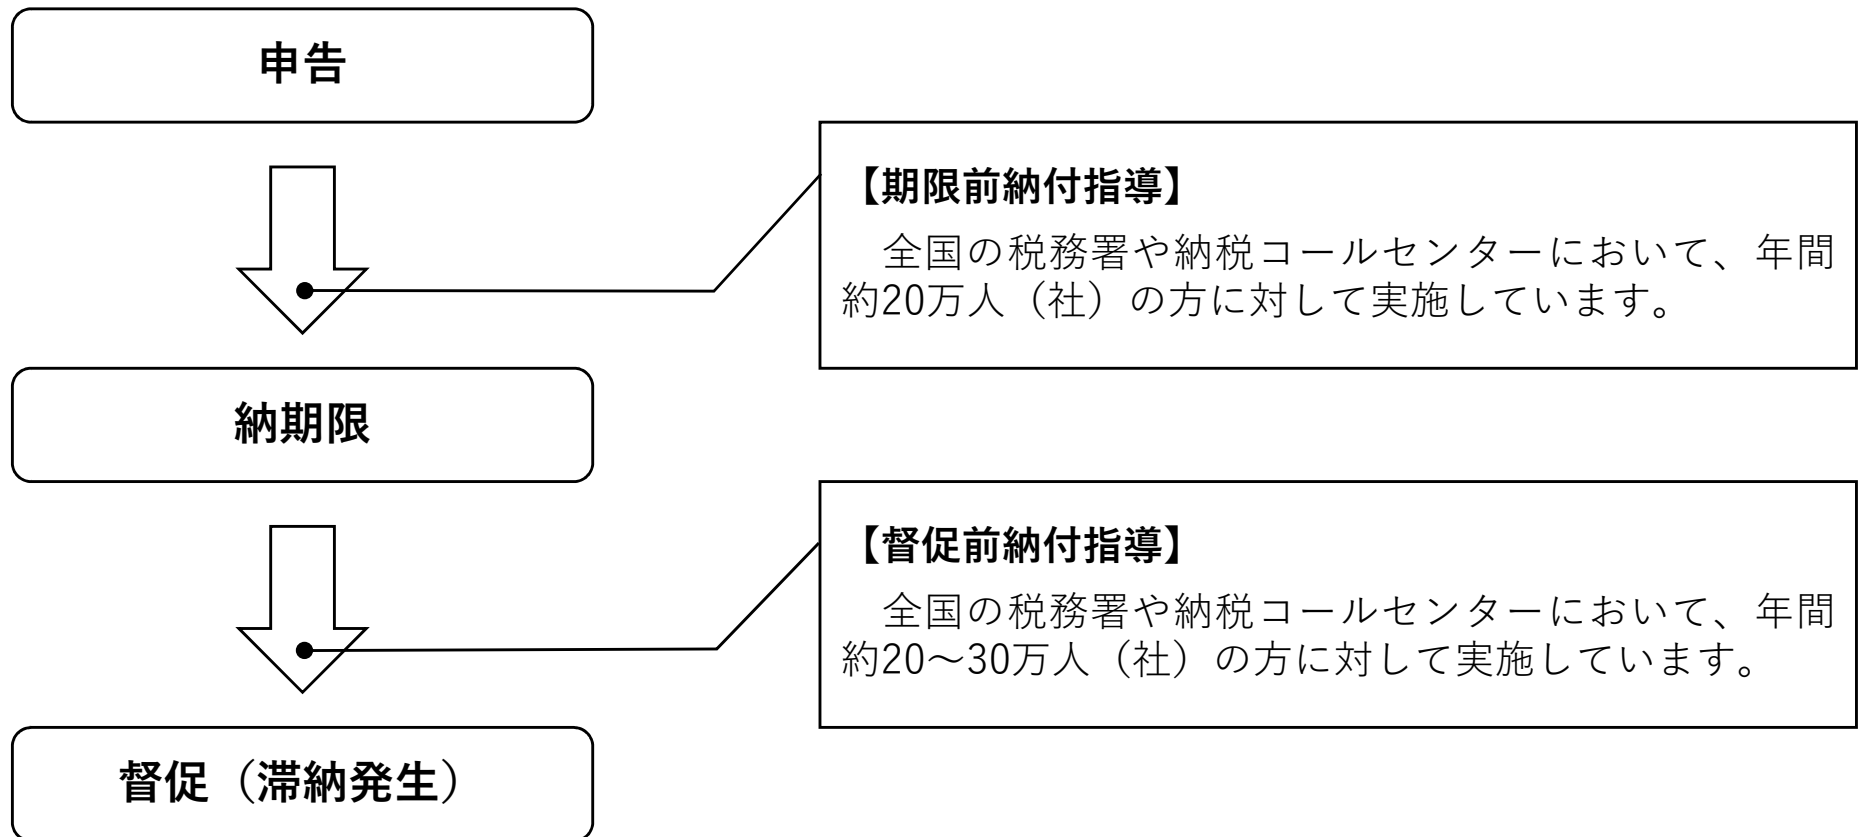 申告
【期限前納付指導】
全国の税務署や納税コールセンターにおいて、年間
約20万人（社）の方に対して実施しています。
納期限
【督促前納付指導】
全国の税務署や納税コールセンターにおいて、年間
約20～30万人（社）の方に対して実施しています。
督促（滞納発生）